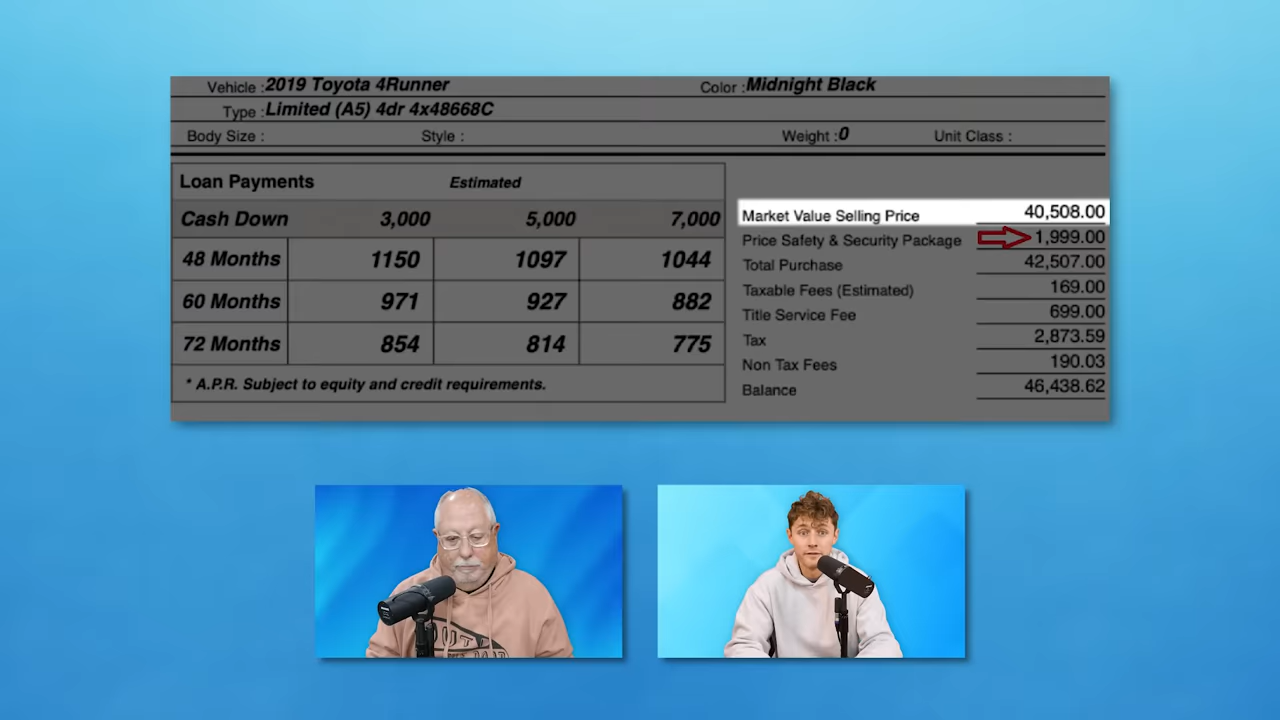 Vehicle : 2019 Toyota 4Runner Color : Midnight Black
Type : Limited (A5) 4dr 4x48668C
Body Size : Style : Weight : 0 Unit Class :
Loan Payments Estimated
Cash Down 3,000 5,000 7,000
48 Months 1150 1097 1044
60 Months 971 927 882
72 Months 854 814 775
* A.P.R. Subject to equity and credit requirements.
Market Value Selling Price 40,508.00
Price Safety & Security Package 1,999.00
Total Purchase 42,507.00
Taxable Fees (Estimated) 169.00
Title Service Fee 699.00
Tax 2,873.59
Non Tax Fees 190.03
Balance 46,438.62